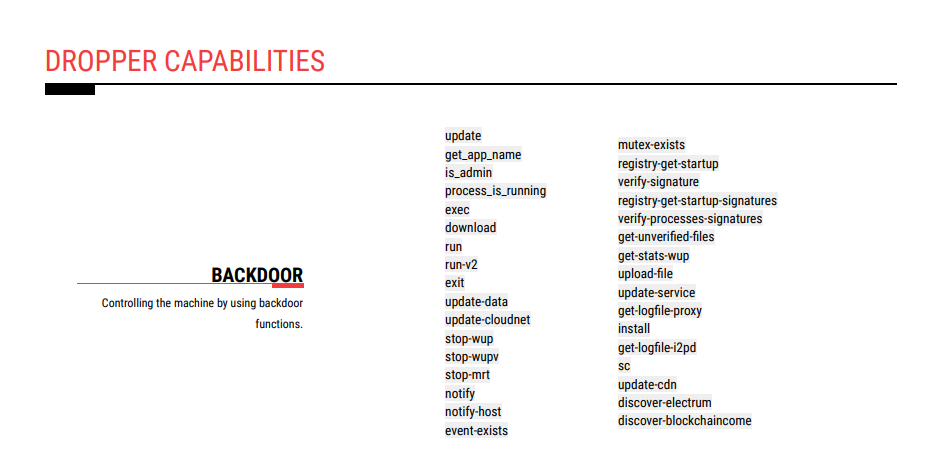 DROPPER CAPABILITIES
BACKDOOR
Controlling the machine by using backdoor
functions.
update
get_app_name
is_admin
process_is_running
exec
download
run
run-v2
exit
update-data
update-cloudnet
stop-wup
stop-wupv
stop-mrt
notify
notify-host
event-exists
mutex-exists
registry-get-startup
verify-signature
registry-get-startup-signatures
verify-processes-signatures
get-unverified-files
get-stats-wup
upload-file
update-service
get-logfile-proxy
install
get-logfile-i2pd
sc
update-cdn
discover-electrum
discover-blockchaincome